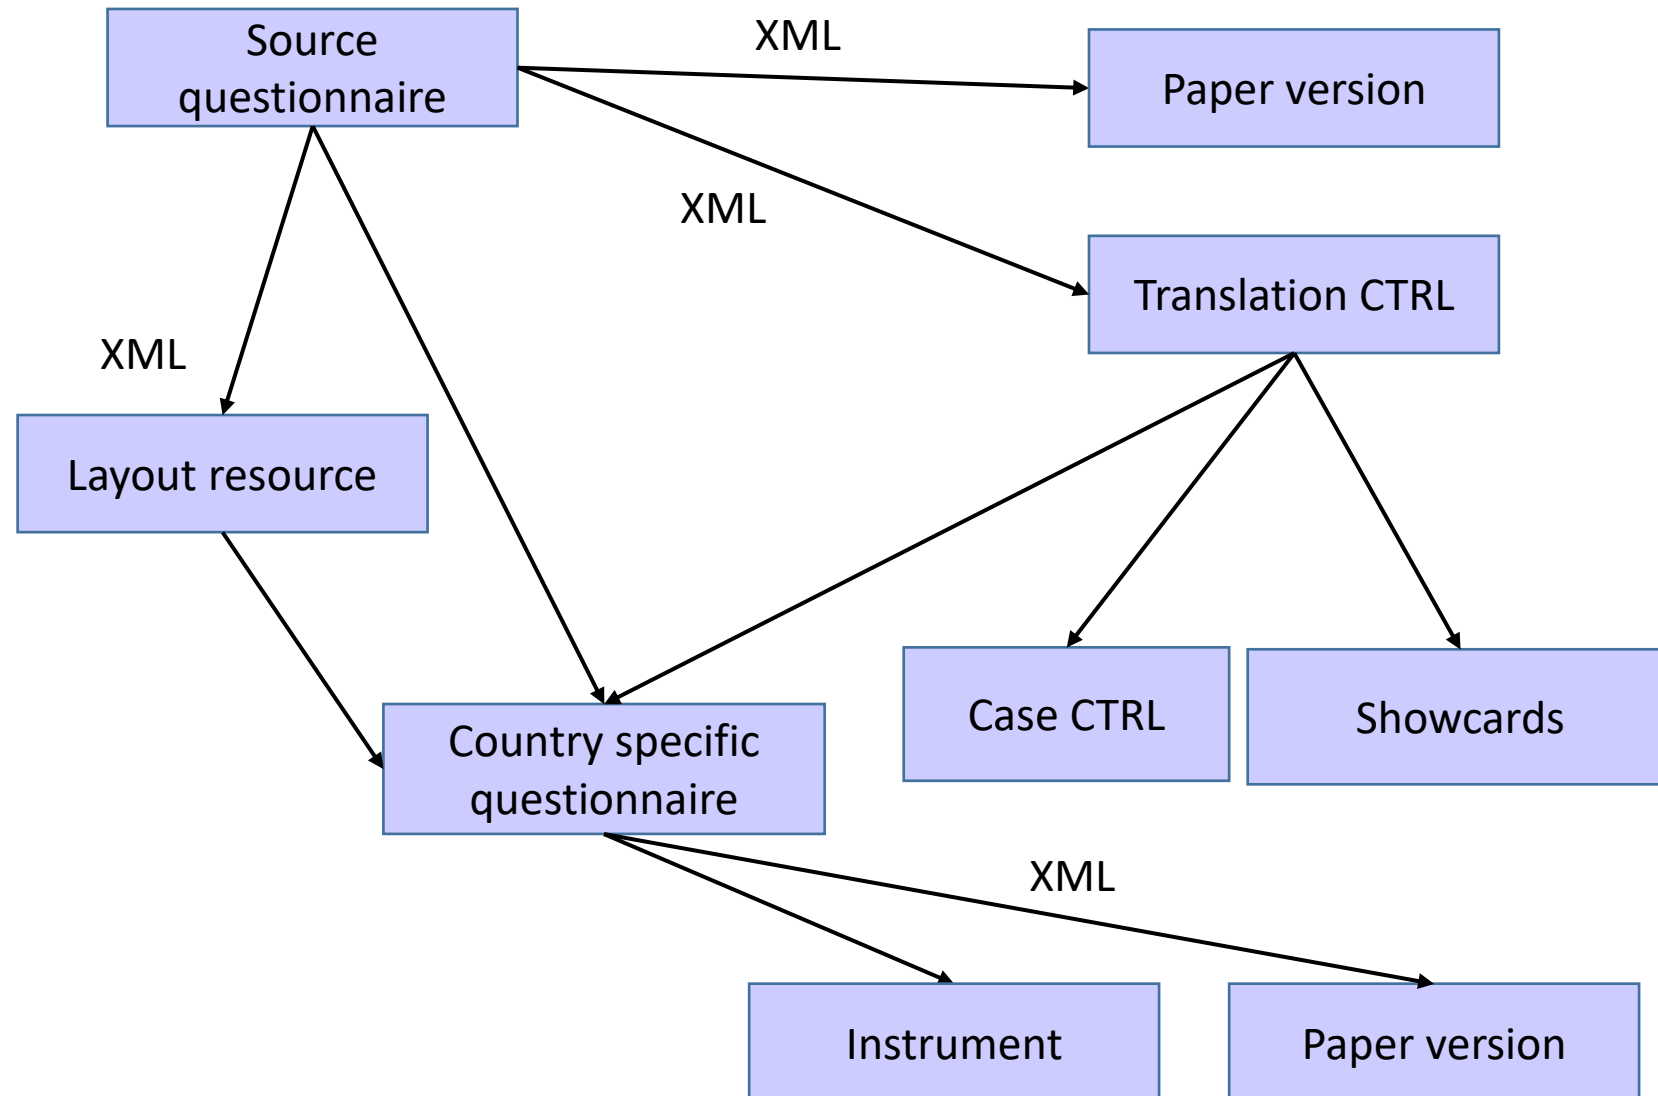 Source
questionnaire
XML
Paper version
XML
Translation CTRL
XML
Layout resource
Country specific
questionnaire
Case CTRL
Showcards
XML
Instrument
Paper version